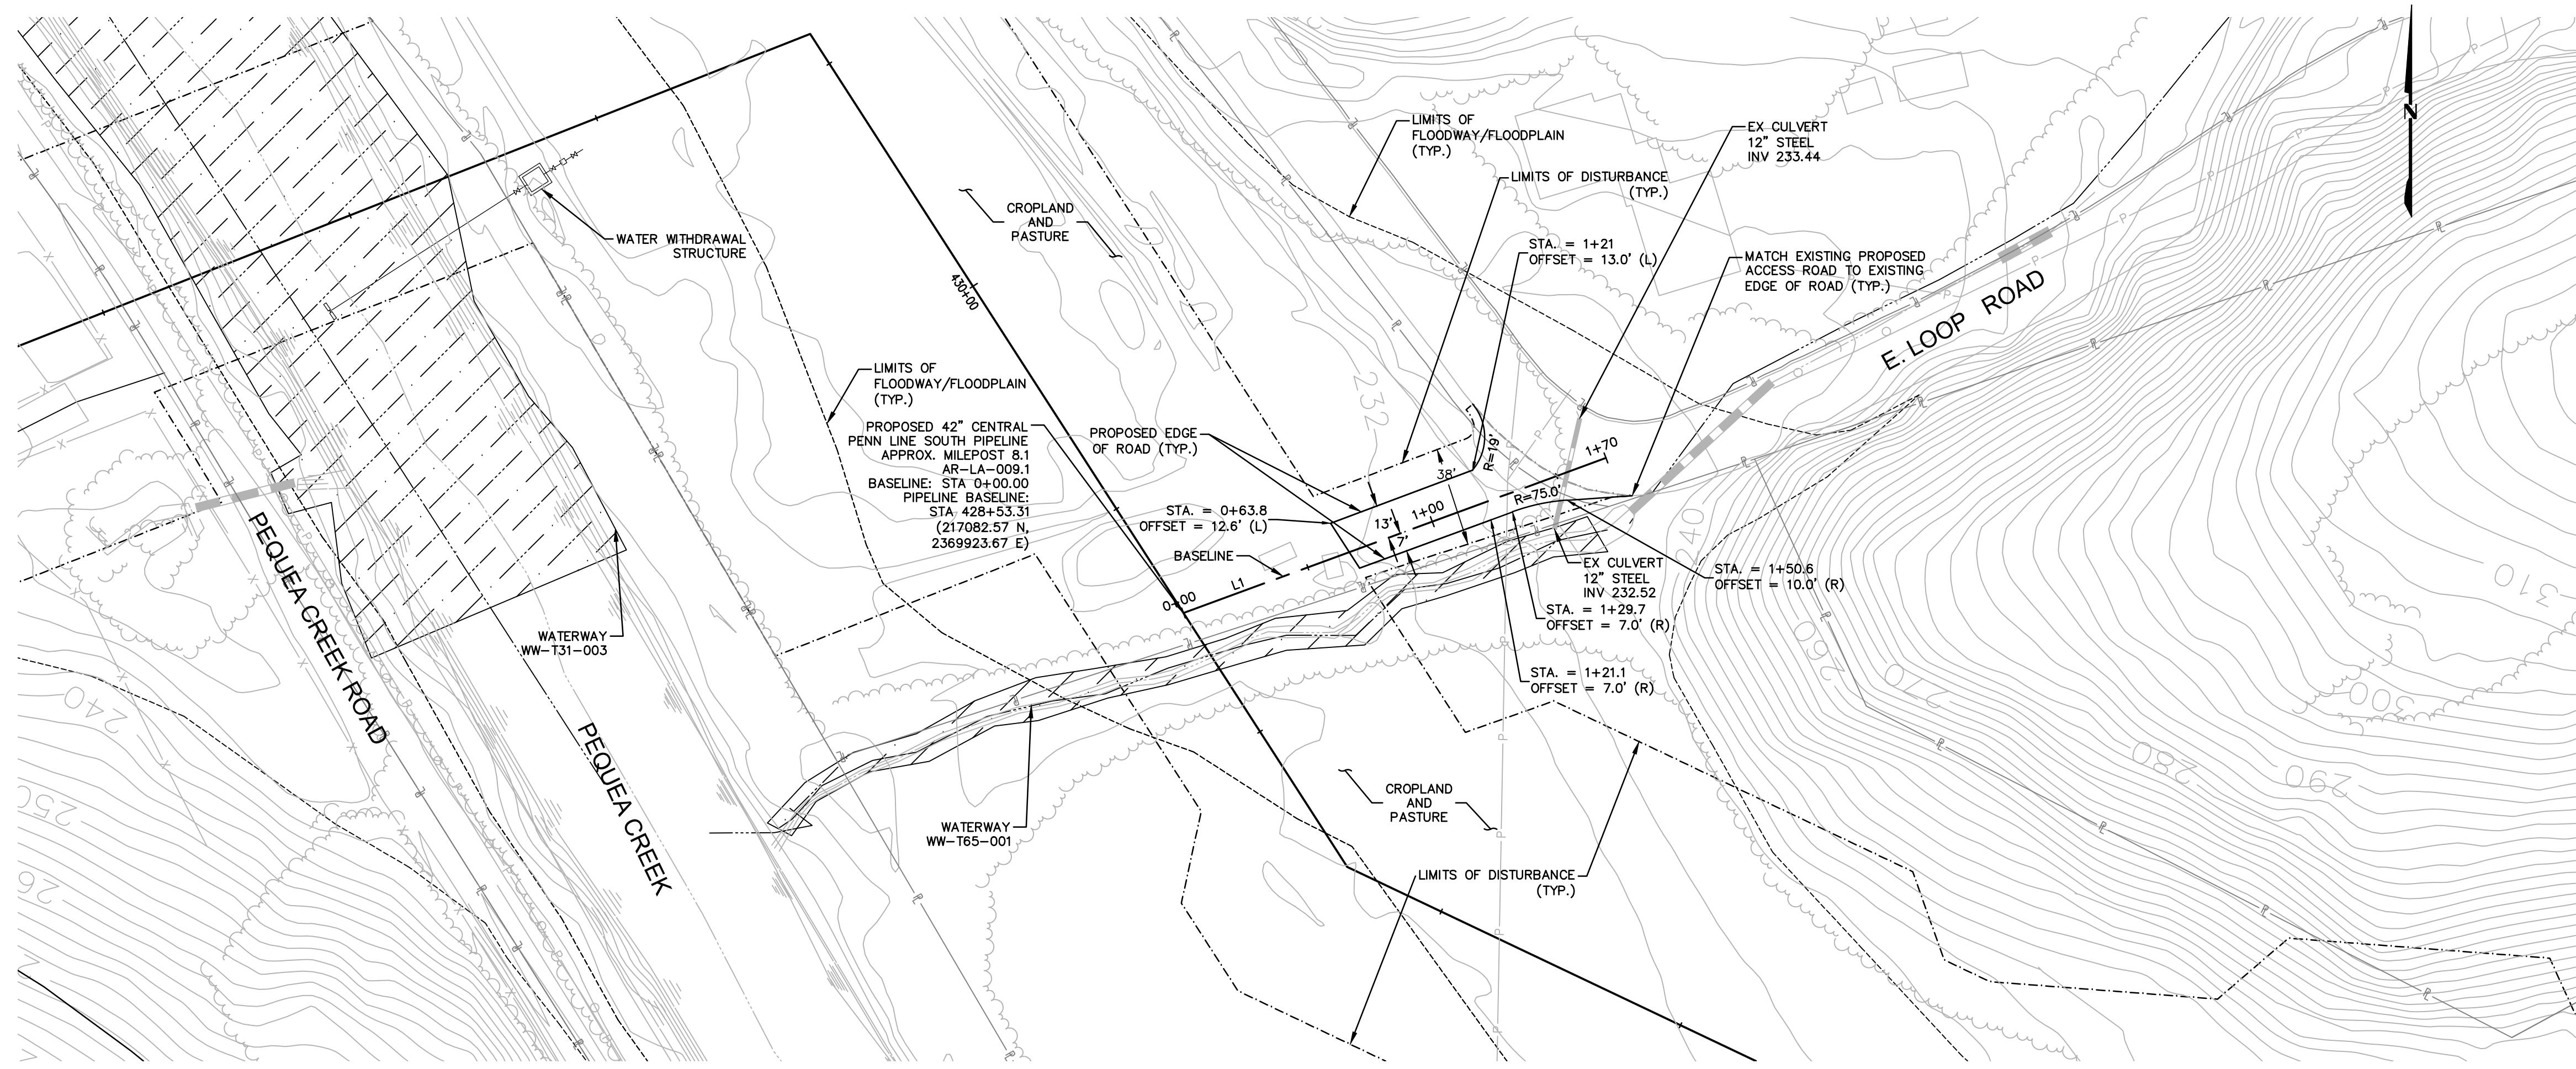 LIMITS OF
FLOODWAY/FLOODPLAIN
(TYP.)
EX CULVERT
12" STEEL
INV 233.44
N
LIMITS OF DISTURBANCE
(TYP.)
CROPLAND
AND
PASTURE
WATER WITHDRAWAL
STRUCTURE
STA. = 1+21
OFFSET = 13.0' (L)
MATCH EXISTING PROPOSED
ACCESS ROAD TO EXISTING
EDGE OF ROAD (TYP.)
430+00
E. LOOP ROAD
LIMITS OF
FLOODWAY/FLOODPLAIN
(TYP.)
232
PROPOSED 42" CENTRAL
PENN LINE SOUTH PIPELINE
APPROX. MILEPOST 8.1
AR-LA-009.1
BASELINE: STA 0+00.00
PIPELINE BASELINE:
STA 428+53.31
(217082.57 N,
2369923.67 E)
PROPOSED EDGE
OF ROAD (TYP.)
R=19'
1+70
38'
R=75.0'
STA. = 0+63.8
OFFSET = 12.6' (L)
13'
1+00
7'
BASELINE
L1
0+00
240
EX CULVERT
12" STEEL
INV 232.52
STA. = 1+50.6
OFFSET = 10.0' (R)
STA. = 1+29.7
OFFSET = 7.0' (R)
STA. = 1+21.1
OFFSET = 7.0' (R)
310
260
270
300
280
290
PEQUEA CREEK ROAD
WATERWAY
WW-T31-003
240
PEQUEA CREEK
250
26
WATERWAY
WW-T65-001
CROPLAND
AND
PASTURE
LIMITS OF DISTURBANCE
(TYP.)